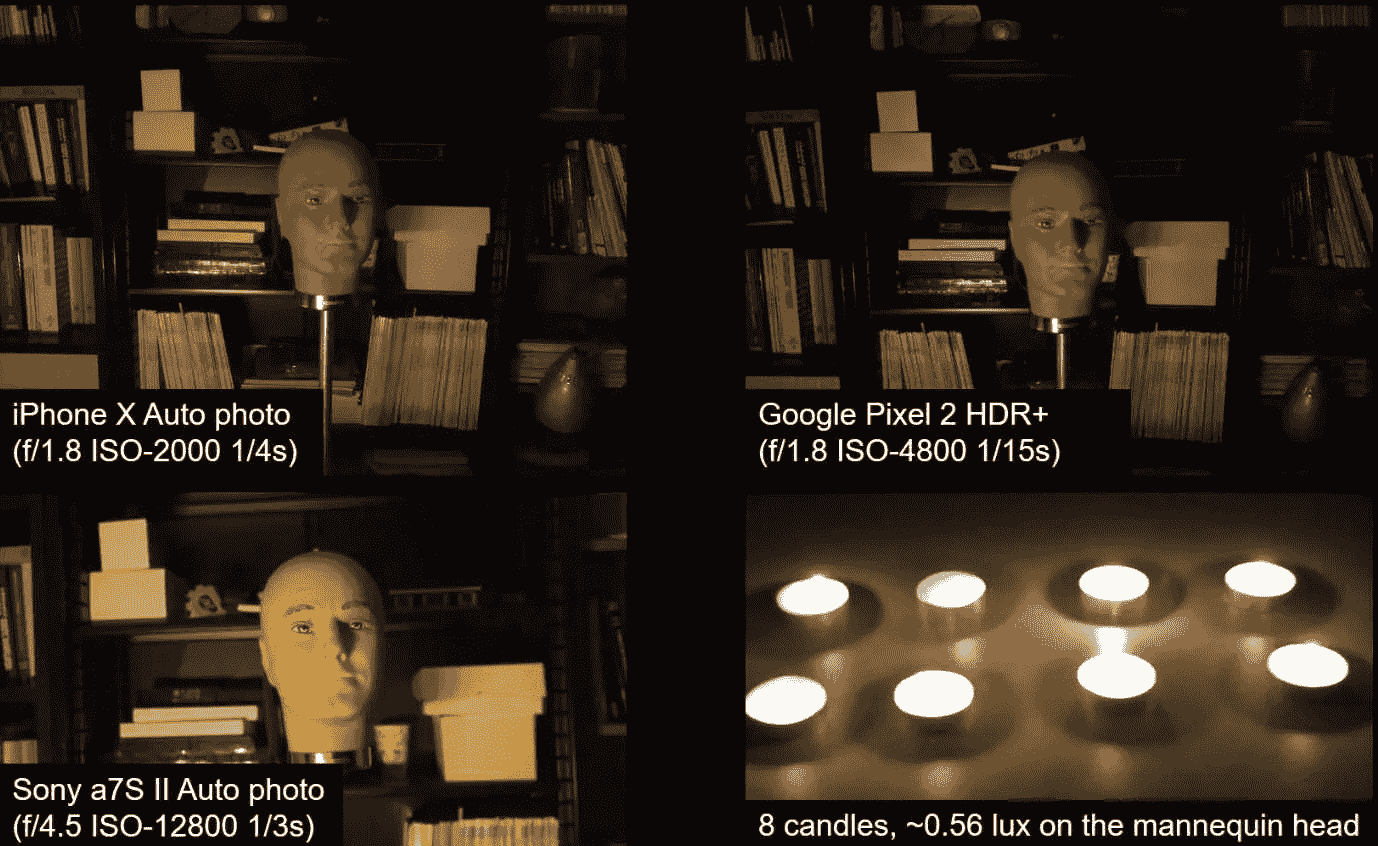 iPhone X Auto photo
(f/1.8 ISO-2000 1/4s)
Google Pixel 2 HDR+
(f/1.8 ISO-4800 1/15s)
Sony a7S II Auto photo
(f/4.5 ISO-12800 1/3s)
8 candles, ~0.56 lux on the mannequin head